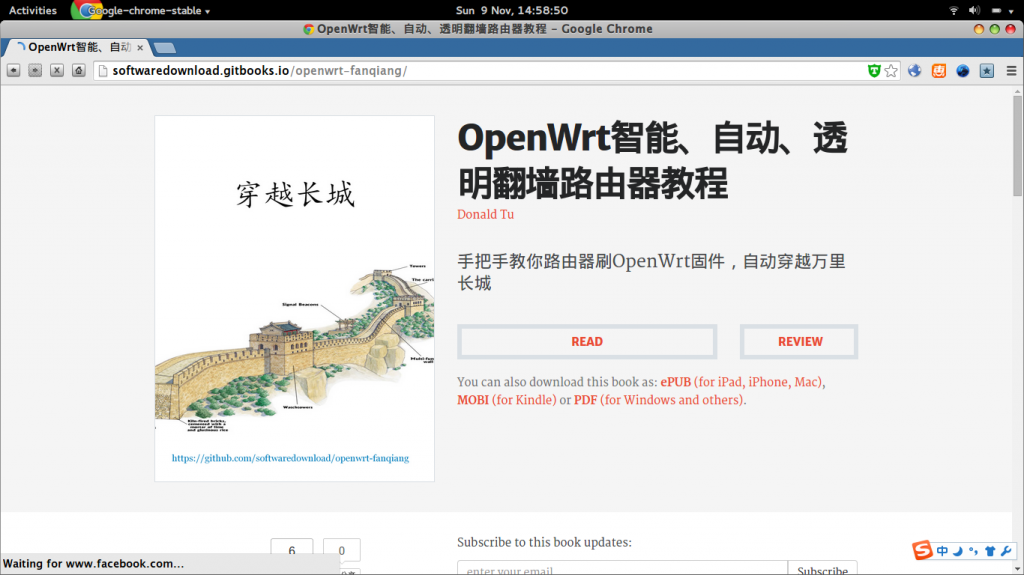 Activities
Google-chrome-stable
Sun 9 Nov, 14:58:50
OpenWrt智能、自动、透明翻墙路由器教程 - Google Chrome
OpenWrt智能、自动
softwaredownload.gitbooks.io/openwrt-fanqiang/
穿越长城
Towers
Signal Beacons
Watchtowers
https://github.com/softwaredownload/openwrt-fanqiang
OpenWrt智能、自动、透
明翻墙路由器教程
Donald Tu
手把手教你路由器刷OpenWrt固件，自动穿越万里
长城
READ
REVIEW
You can also download this book as: ePUB (for iPad, iPhone, Mac),
MOBI (for Kindle) or PDF (for Windows and others).
6
0
Subscribe to this book updates:
enter your email
Subscribe
中
Waiting for www.facebook.com...